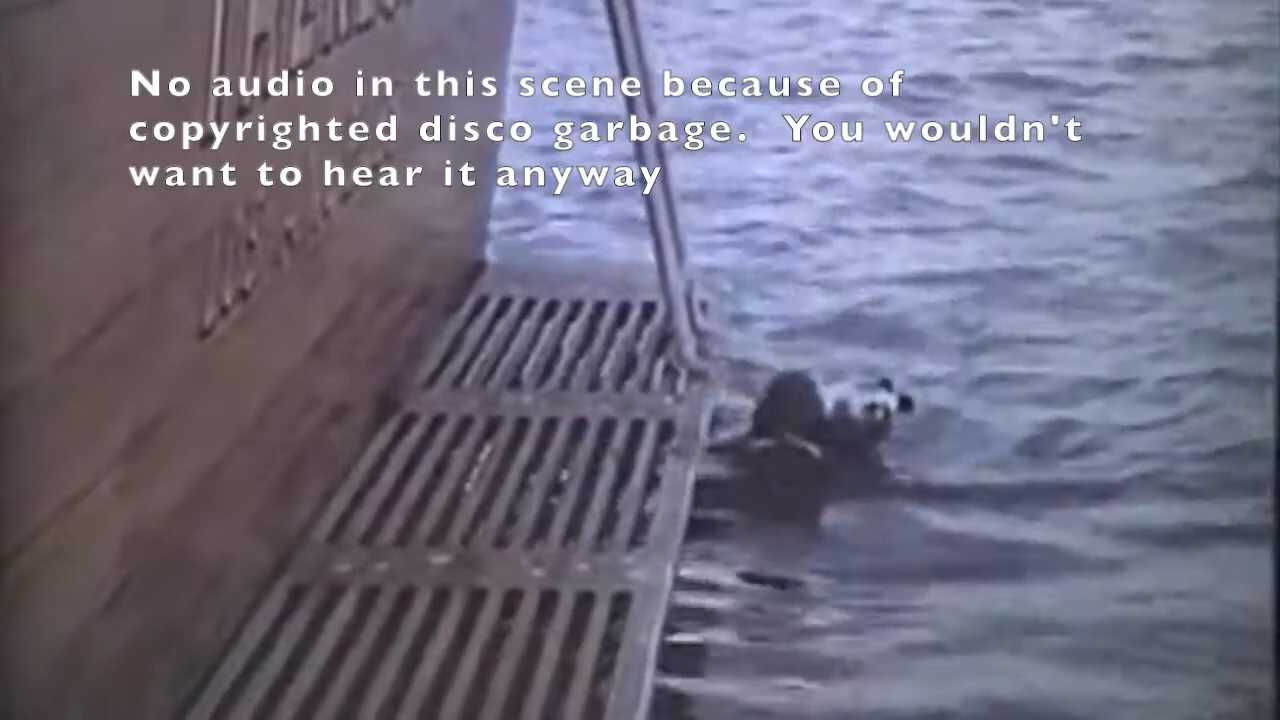 No audio in this scene because of
copyrighted disco garbage.  You wouldn't
want to hear it anyway